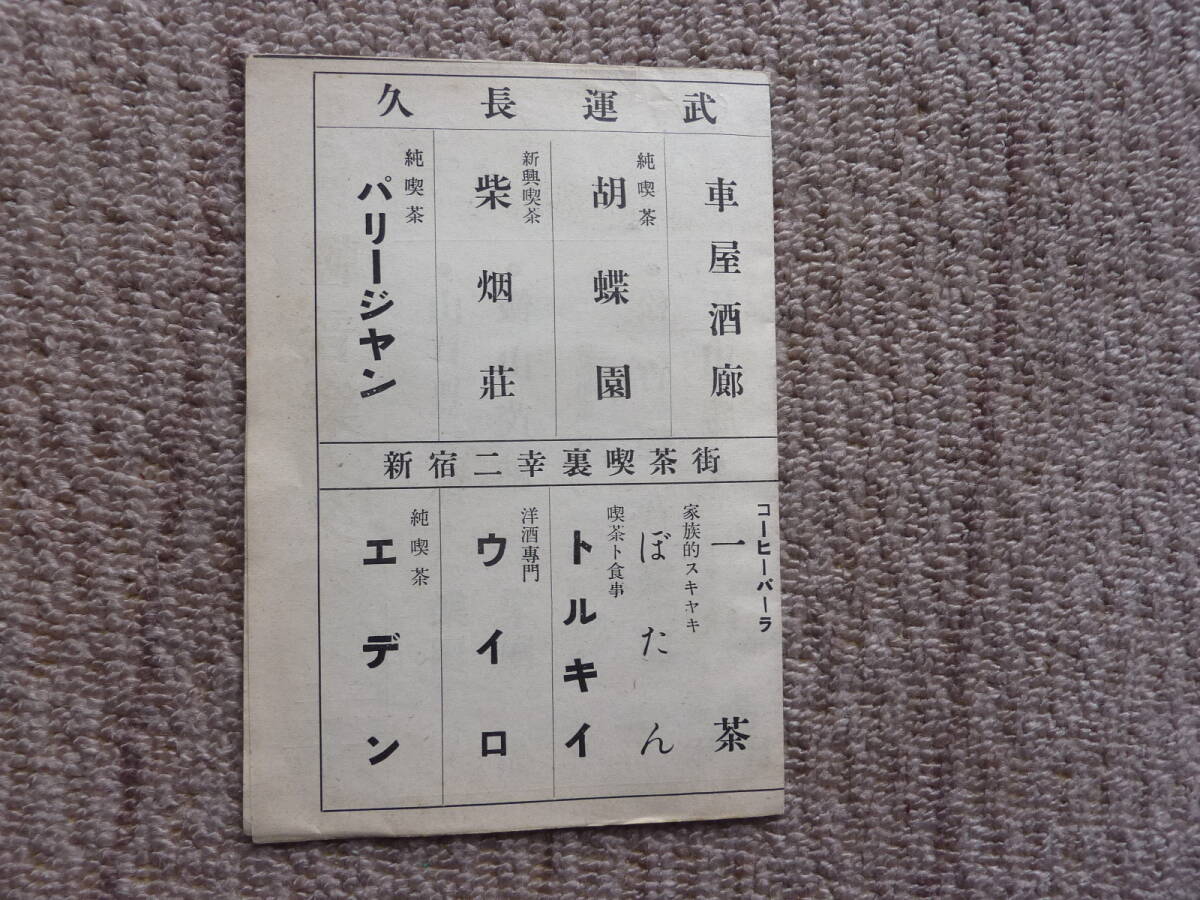 武運長久
車屋酒廊
純喫茶
胡蝶園
新興喫茶
柴烟莊
純喫茶
パリージヤン
新宿二幸裏喫茶街
コーヒーパーラ
一茶
家族的スキヤキ
ぼたん
喫茶ト食事
トルキイ
洋酒專門
ウイロ
純喫茶
エデン